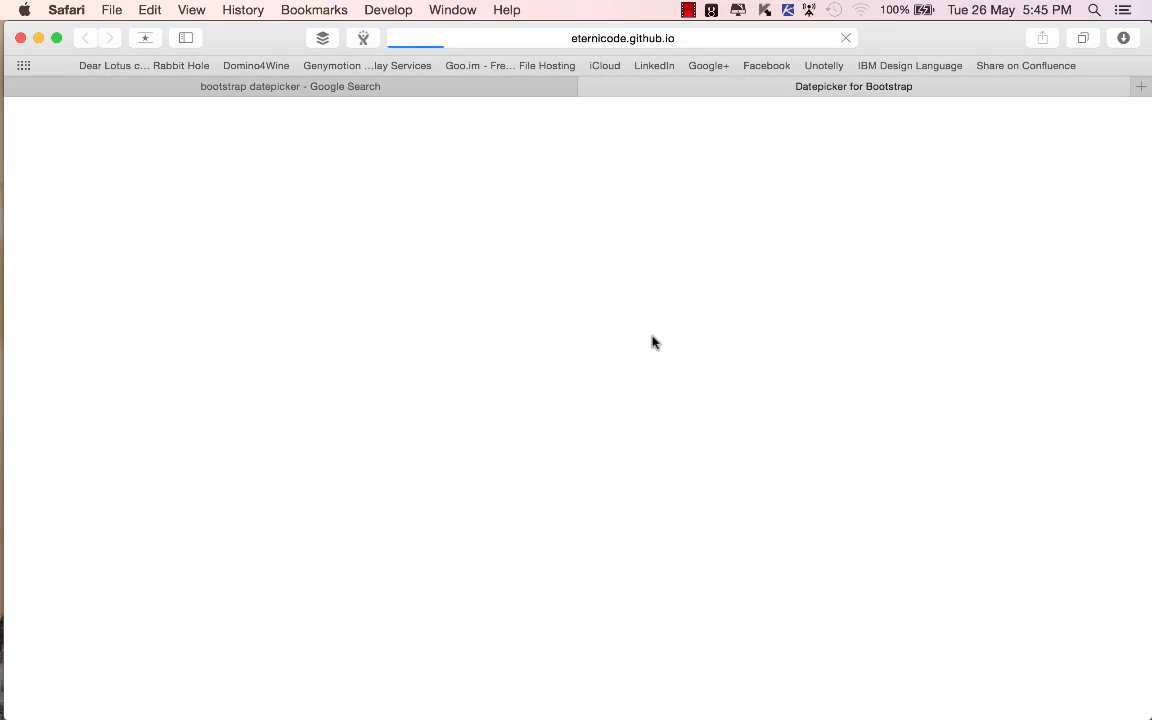 Safari File Edit View History Bookmarks Develop Window Help 100% Tue 26 May 5:45 PM
eternicode.github.io
Dear Lotus c... Rabbit Hole Domino4Wine Genymotion ...lay Services Goo.im - Fre... File Hosting iCloud LinkedIn Google+ Facebook Unotelly IBM Design Language Share on Confluence
bootstrap datepicker - Google Search Datepicker for Bootstrap